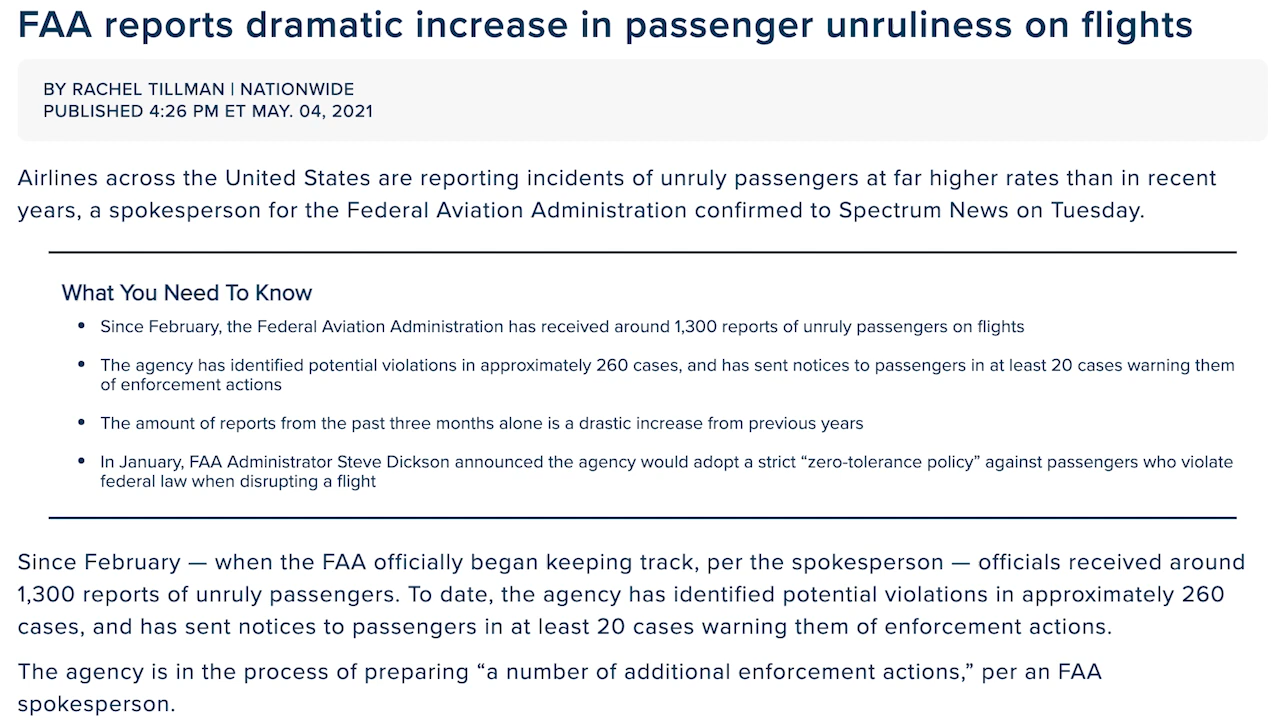 FAA reports dramatic increase in passenger unruliness on flights
BY RACHEL TILLMAN | NATIONWIDE
PUBLISHED 4:26 PM ET MAY. 04, 2021
Airlines across the United States are reporting incidents of unruly passengers at far higher rates than in recent
years, a spokesperson for the Federal Aviation Administration confirmed to Spectrum News on Tuesday.
What You Need To Know
• Since February, the Federal Aviation Administration has received around 1,300 reports of unruly passengers on flights
• The agency has identified potential violations in approximately 260 cases, and has sent notices to passengers in at least 20 cases warning them
of enforcement actions
• The amount of reports from the past three months alone is a drastic increase from previous years
• In January, FAA Administrator Steve Dickson announced the agency would adopt a strict “zero-tolerance policy” against passengers who violate
federal law when disrupting a flight
Since February — when the FAA officially began keeping track, per the spokesperson — officials received around
1,300 reports of unruly passengers. To date, the agency has identified potential violations in approximately 260
cases, and has sent notices to passengers in at least 20 cases warning them of enforcement actions.
The agency is in the process of preparing “a number of additional enforcement actions,” per an FAA
spokesperson.